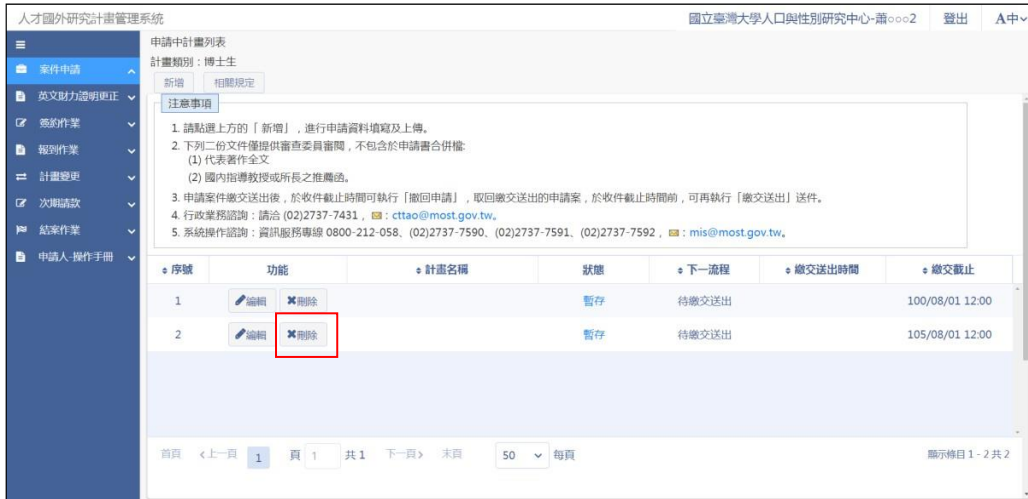 人才國外研究計畫管理系統
國立臺灣大學人口與性別研究中心-蕭○○○2 登出 A中
申請中計畫列表
計畫類別：博士生
新增 相關規定
案件申請
英文財力證明更正
簽約作業
報到作業
計畫變更
次期請款
結案作業
申請人-操作手冊
注意事項
1. 請點選上方的「 新增」，進行申請資料填寫及上傳。
2. 下列二份文件僅提供審查委員審閱，不包含於申請書合併檔:
(1) 代表著作全文
(2) 國內指導教授或所長之推薦函。
3. 申請案件繳交送出後，於收件截止時間可執行「撤回申請」，取回繳交送出的申請案，於收件截止時間前，可再執行「繳交送出」送件。
4. 行政業務諮詢：請洽 (02)2737-7431，：cttao@most.gov.tw。
5. 系統操作諮詢：資訊服務專線 0800-212-058、(02)2737-7590、(02)2737-7591、(02)2737-7592，：mis@most.gov.tw。
序號 功能 計畫名稱 狀態 下一流程 繳交送出時間 繳交截止
1 編輯 刪除 暫存 待繳交送出 100/08/01 12:00
2 編輯 刪除 暫存 待繳交送出 105/08/01 12:00
首頁 ‹上一頁 1 頁 1 共 1 下一頁› 末頁 50 每頁 顯示條目 1 - 2 共 2